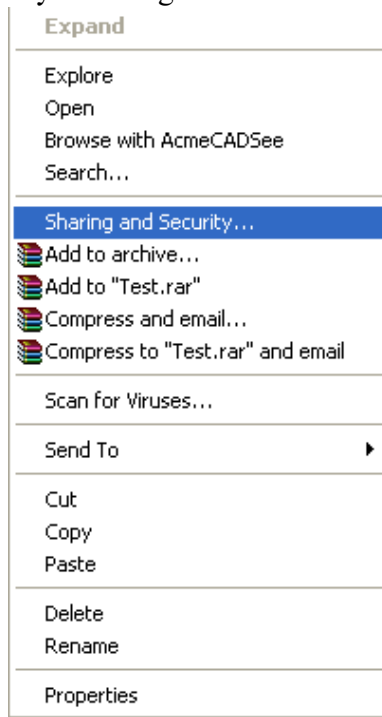 Expand
Explore
Open
Browse with AcmeCADSee
Search...
Sharing and Security...
Add to archive...
Add to "Test.rar"
Compress and email...
Compress to "Test.rar" and email
Scan for Viruses...
Send To
Cut
Copy
Paste
Delete
Rename
Properties